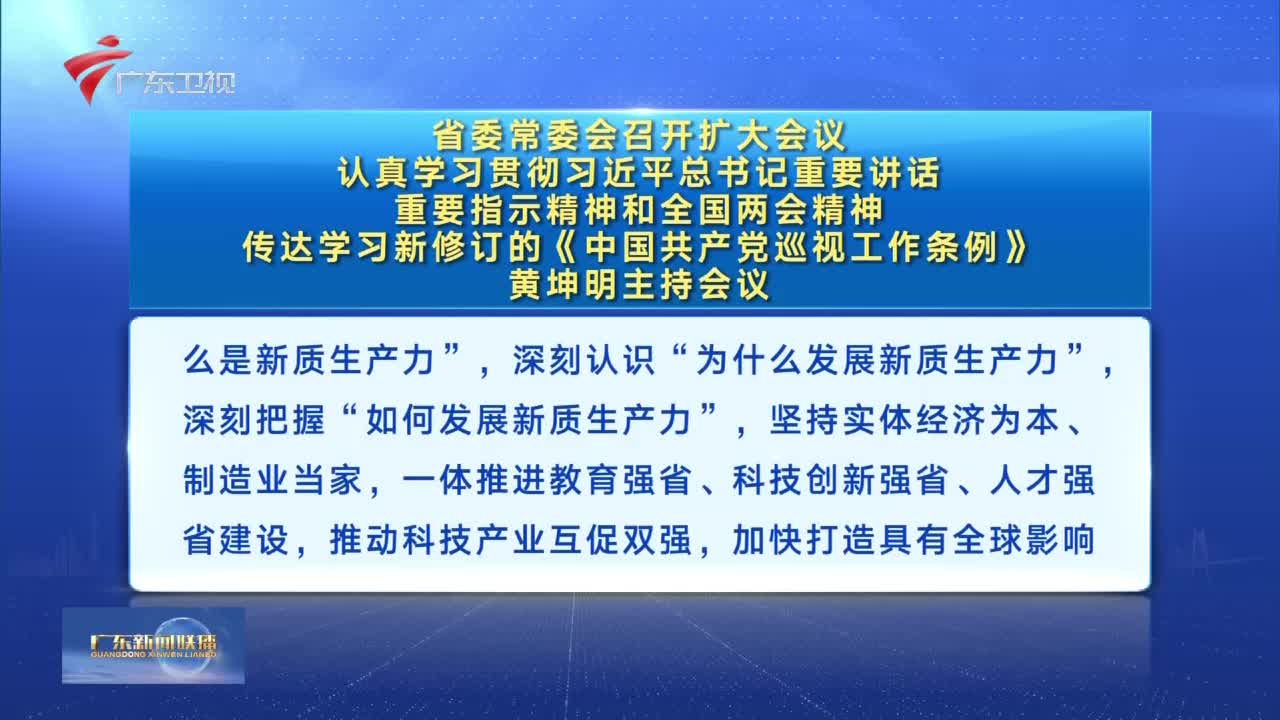 广东卫视
省委常委会召开扩大会议
认真学习贯彻习近平总书记重要讲话
重要指示精神和全国两会精神
传达学习新修订的《中国共产党巡视工作条例》
黄坤明主持会议
么是新质生产力”，深刻认识“为什么发展新质生产力”，
深刻把握“如何发展新质生产力”，坚持实体经济为本、
制造业当家，一体推进教育强省、科技创新强省、人才强
省建设，推动科技产业互促双强，加快打造具有全球影响
广东新闻联播
GUANGDONG XINWEN LIANBO